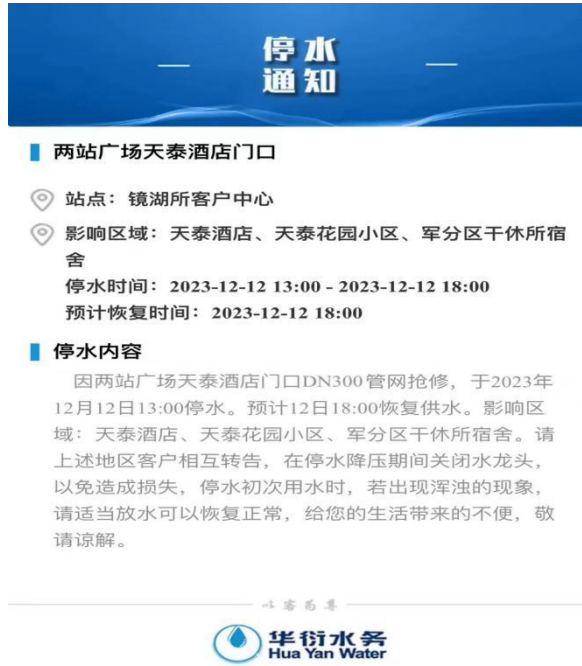 停水
通知
两站广场天泰酒店门口
站点：镜湖所客户中心
影响区域：天泰酒店、天泰花园小区、军分区干休所宿
舍
停水时间：2023-12-12 13:00 - 2023-12-12 18:00
预计恢复时间：2023-12-12 18:00
停水内容
因两站广场天泰酒店门口DN300管网抢修，于2023年
12月12日13:00停水。预计12日18:00恢复供水。影响区
域：天泰酒店、天泰花园小区、军分区干休所宿舍。请
上述地区客户相互转告，在停水降压期间关闭水龙头，
以免造成损失，停水初次用水时，若出现浑浊的现象，
请适当放水可以恢复正常，给您的生活带来的不便，敬
请谅解。
以客为尊
华衍水务
Hua Yan Water